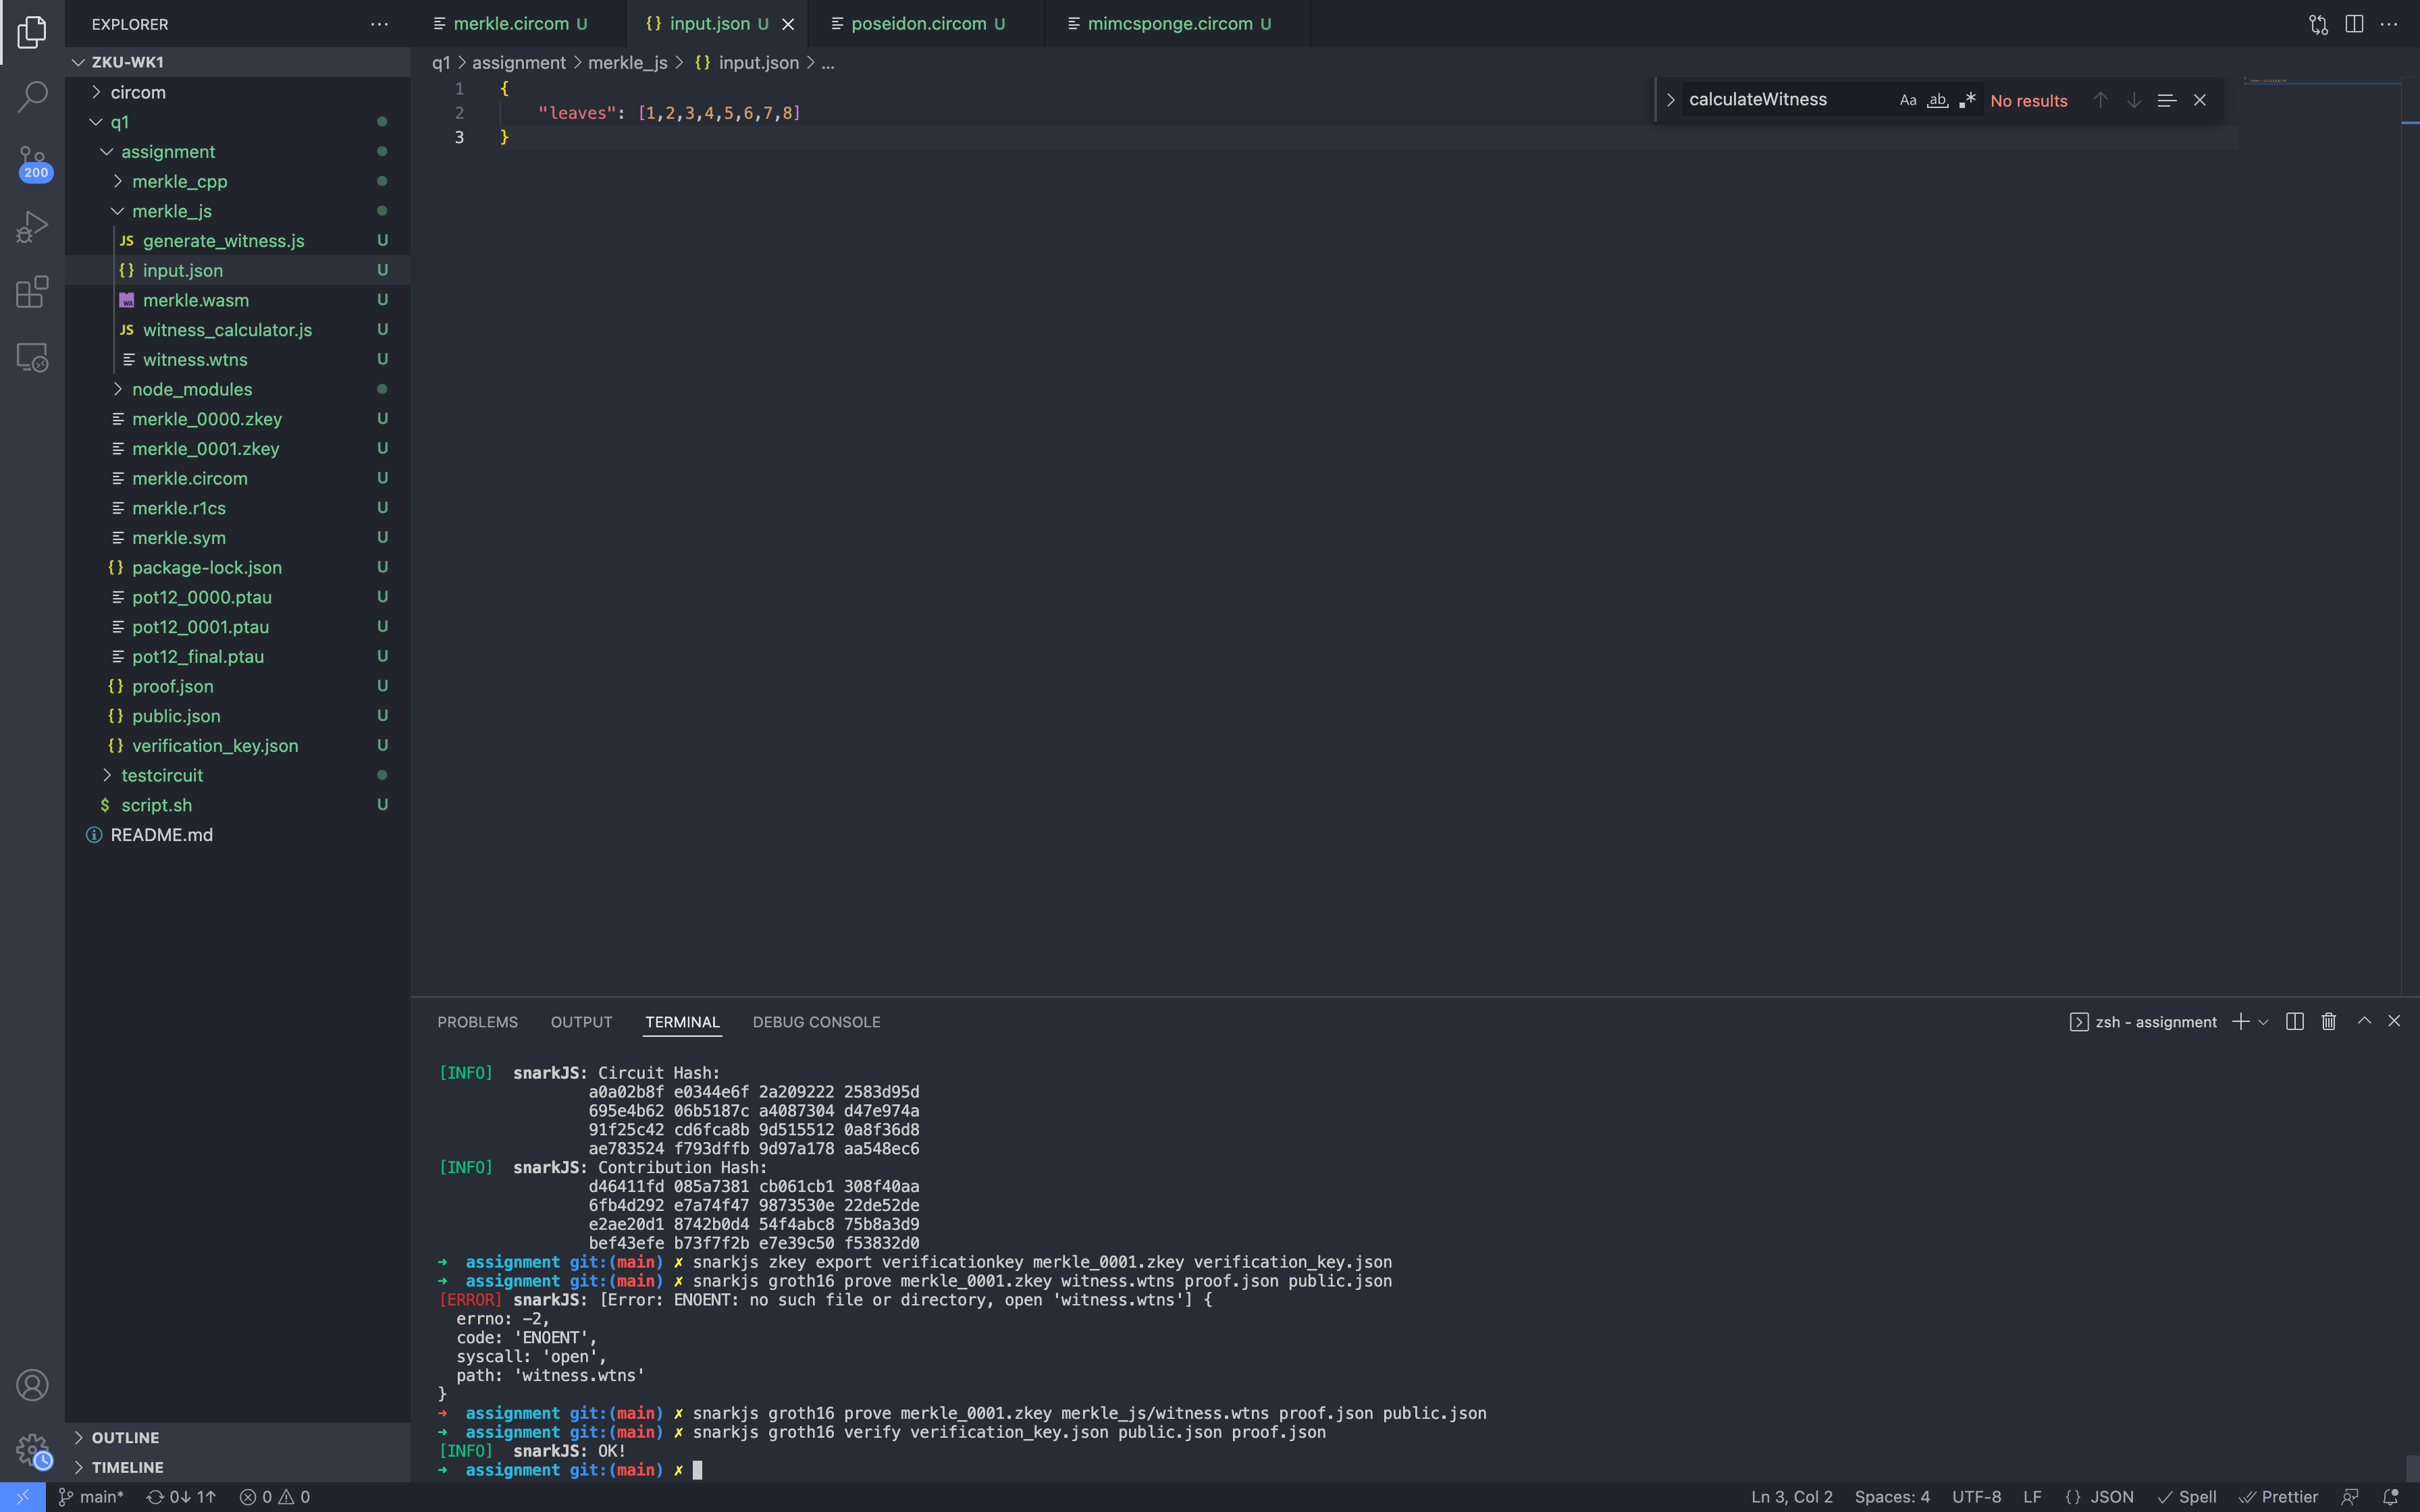 EXPLORER
ZKU-WK1
circom
q1
assignment
merkle_cpp
merkle_js
JS generate_witness.js U
{} input.json U
WA merkle.wasm U
JS witness_calculator.js U
witness.wtns U
node_modules
merkle_0000.zkey U
merkle_0001.zkey U
merkle.circom U
merkle.r1cs U
merkle.sym U
{} package-lock.json U
pot12_0000.ptau U
pot12_0001.ptau U
pot12_final.ptau U
{} proof.json U
{} public.json U
{} verification_key.json U
testcircuit
$ script.sh U
README.md
200
OUTLINE
TIMELINE
merkle.circom U {} input.json U poseidon.circom U mimcsponge.circom U
q1 > assignment > merkle_js > {} input.json > ...
1 {
2 "leaves": [1,2,3,4,5,6,7,8]
3 }
calculateWitness Aa ab .* No results
PROBLEMS OUTPUT TERMINAL DEBUG CONSOLE zsh - assignment
[INFO] snarkJS: Circuit Hash:
a0a02b8f e0344e6f 2a209222 2583d95d
695e4b62 06b5187c a4087304 d47e974a
91f25c42 cd6fca8b 9d515512 0a8f36d8
ae783524 f793dffb 9d97a178 aa548ec6
[INFO] snarkJS: Contribution Hash:
d46411fd 085a7381 cb061cb1 308f40aa
6fb4d292 e7a74f47 9873530e 22de52de
e2ae20d1 8742b0d4 54f4abc8 75b8a3d9
bef43efe b73f7f2b e7e39c50 f53832d0
➜ assignment git:(main) ✗ snarkjs zkey export verificationkey merkle_0001.zkey verification_key.json
➜ assignment git:(main) ✗ snarkjs groth16 prove merkle_0001.zkey witness.wtns proof.json public.json
[ERROR] snarkJS: [Error: ENOENT: no such file or directory, open 'witness.wtns'] {
errno: -2,
code: 'ENOENT',
syscall: 'open',
path: 'witness.wtns'
}
➜ assignment git:(main) ✗ snarkjs groth16 prove merkle_0001.zkey merkle_js/witness.wtns proof.json public.json
➜ assignment git:(main) ✗ snarkjs groth16 verify verification_key.json public.json proof.json
[INFO] snarkJS: OK!
➜ assignment git:(main) ✗
main* 0↓ 1↑ 0 0 Ln 3, Col 2 Spaces: 4 UTF-8 LF {} JSON Spell Prettier